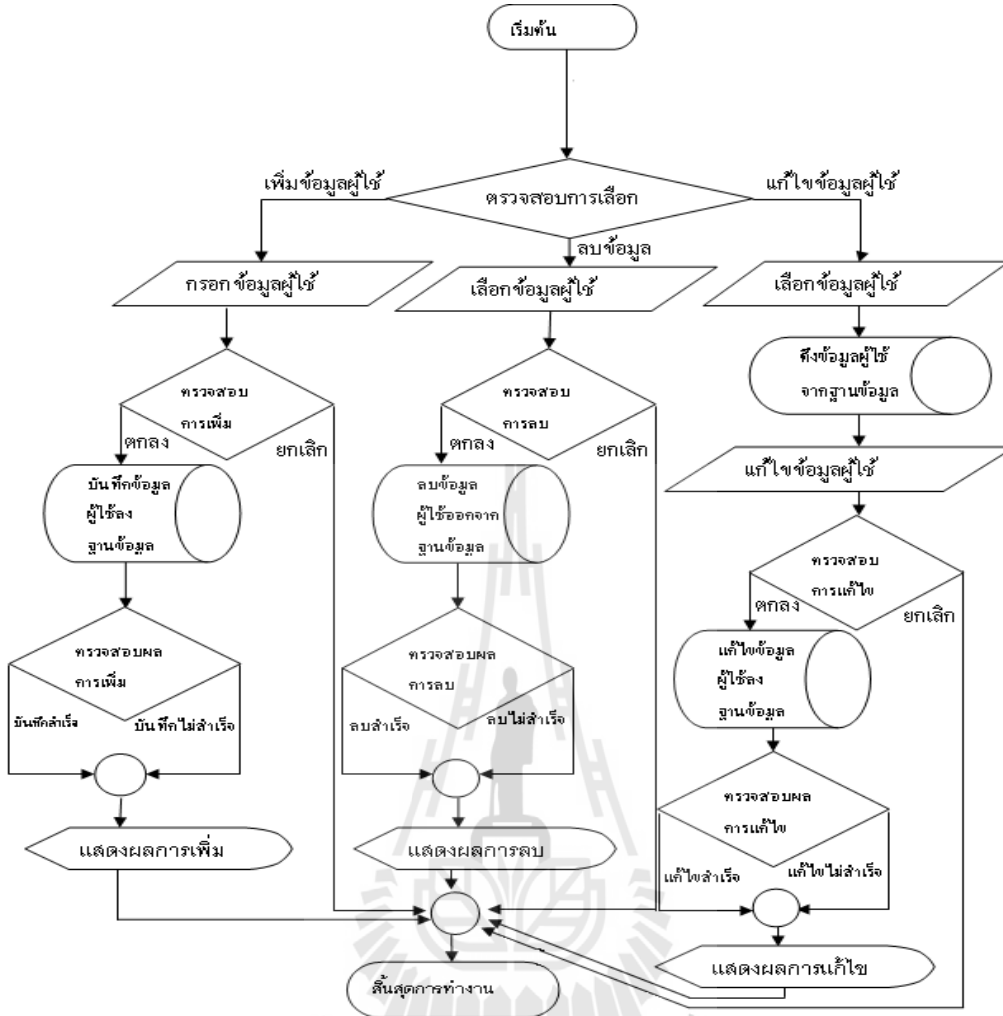 เริ่มต้น
เพิ่มข้อมูลผู้ใช้
แก้ไขข้อมูลผู้ใช้
ตรวจสอบการเลือก
ลบข้อมูล
กรอกข้อมูลผู้ใช้
เลือกข้อมูลผู้ใช้
เลือกข้อมูลผู้ใช้
ตรวจสอบ
การเพิ่ม
ตรวจสอบ
การลบ
ดึงข้อมูลผู้ใช้
จากฐานข้อมูล
ตกลง
ยกเลิก
ตกลง
ยกเลิก
แก้ไขข้อมูลผู้ใช้
บันทึกข้อมูล
ผู้ใช้ลง
ฐานข้อมูล
ลบข้อมูล
ผู้ใช้ออกจาก
ฐานข้อมูล
ตรวจสอบ
การแก้ไข
ตกลง
ยกเลิก
แก้ไขข้อมูล
ผู้ใช้ลง
ฐานข้อมูล
ตรวจสอบผล
การเพิ่ม
ตรวจสอบผล
การลบ
บันทึกสำเร็จ
บันทึกไม่สำเร็จ
ลบสำเร็จ
ลบไม่สำเร็จ
ตรวจสอบผล
การแก้ไข
แสดงผลการเพิ่ม
แสดงผลการลบ
แก้ไขสำเร็จ
แก้ไขไม่สำเร็จ
แสดงผลการแก้ไข
สิ้นสุดการทำงาน